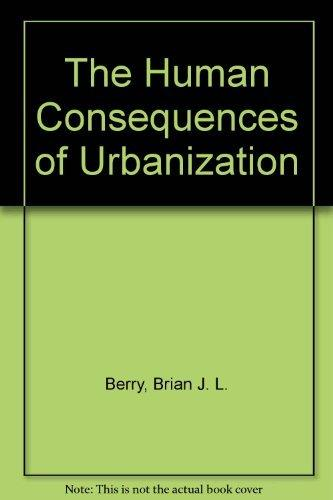 The Human
Consequences
of Urbanization
Berry, Brian J. L.
Note: This is not the actual book cover